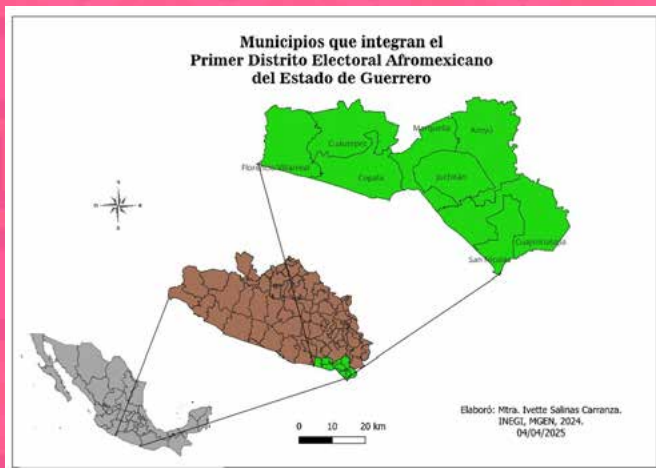 Municipios que integran el
Primer Distrito Electoral Afromexicano
del Estado de Guerrero
Marquelia
Azoyú
Cuautepec
Florencio Villarreal
Copala
Juchitán
Cuajinicuilapa
San Nicolás
0 10 20 km
Elaboró: Mtra. Ivette Salinas Carranza.
INEGI, MGEN, 2024.
04/04/2025